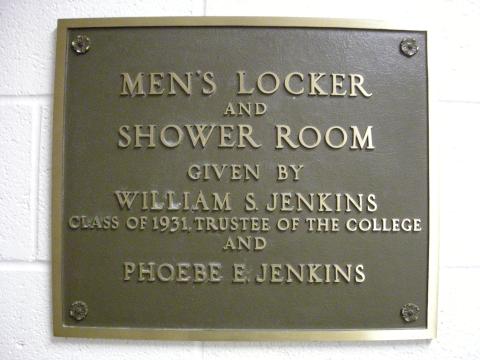 MEN'S LOCKER
AND
SHOWER ROOM
GIVEN BY
WILLIAM S. JENKINS
CLASS OF 1931, TRUSTEE OF THE COLLEGE
AND
PHOEBE E. JENKINS